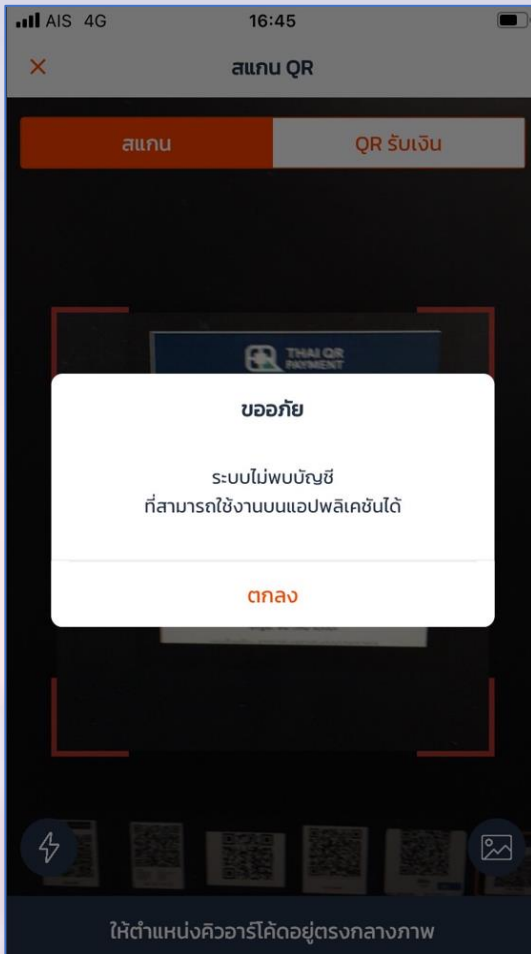 AIS 4G 16:45
สแกน QR
สแกน QR รับเงิน
THAI QR
PAYMENT
ขออภัย
ระบบไม่พบบัญชี
ที่สามารถใช้งานบนแอปพลิเคชันได้
ตกลง
ให้ตำแหน่งคิวอาร์โค้ดอยู่ตรงกลางภาพ